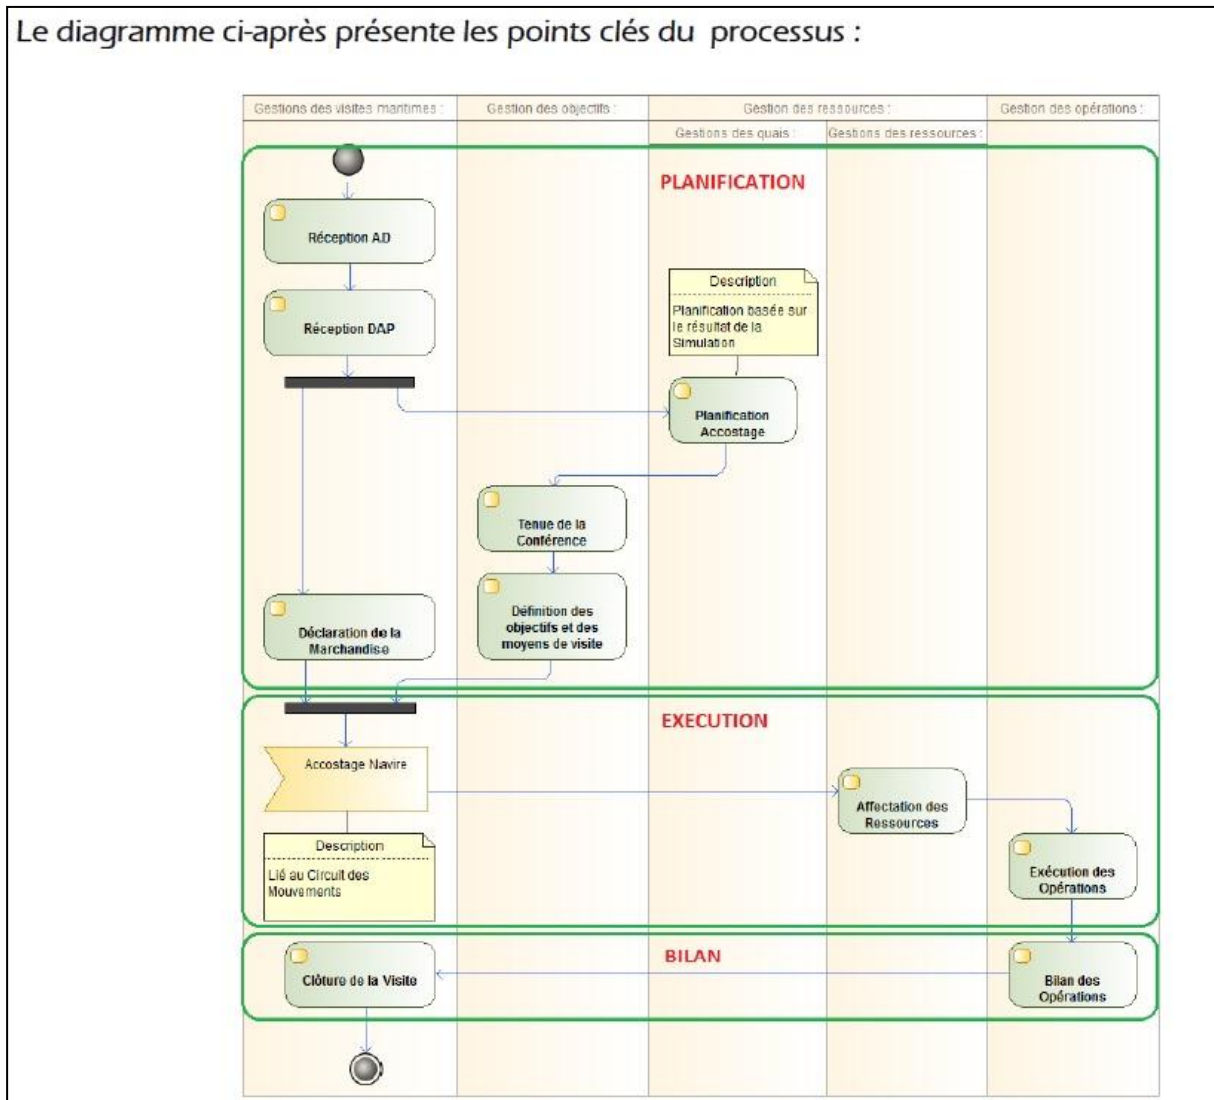 Le diagramme ci-après présente les points clés du processus :
Gestions des visites maritimes :
Gestion des objectifs :
Gestion des ressources :
Gestion des opérations :
Gestions des quais :
Gestions des ressources :
PLANIFICATION
Réception AD
Réception DAP
Description
Planification basée sur
le résultat de la
Simulation
Planification
Accostage
Tenue de la
Conférence
Définition des
objectifs et des
moyens de visite
Déclaration de la
Marchandise
EXECUTION
Accostage Navire
Description
Lié au Circuit des
Mouvements
Affectation des
Ressources
Exécution des
Opérations
BILAN
Clôture de la Visite
Bilan des
Opérations